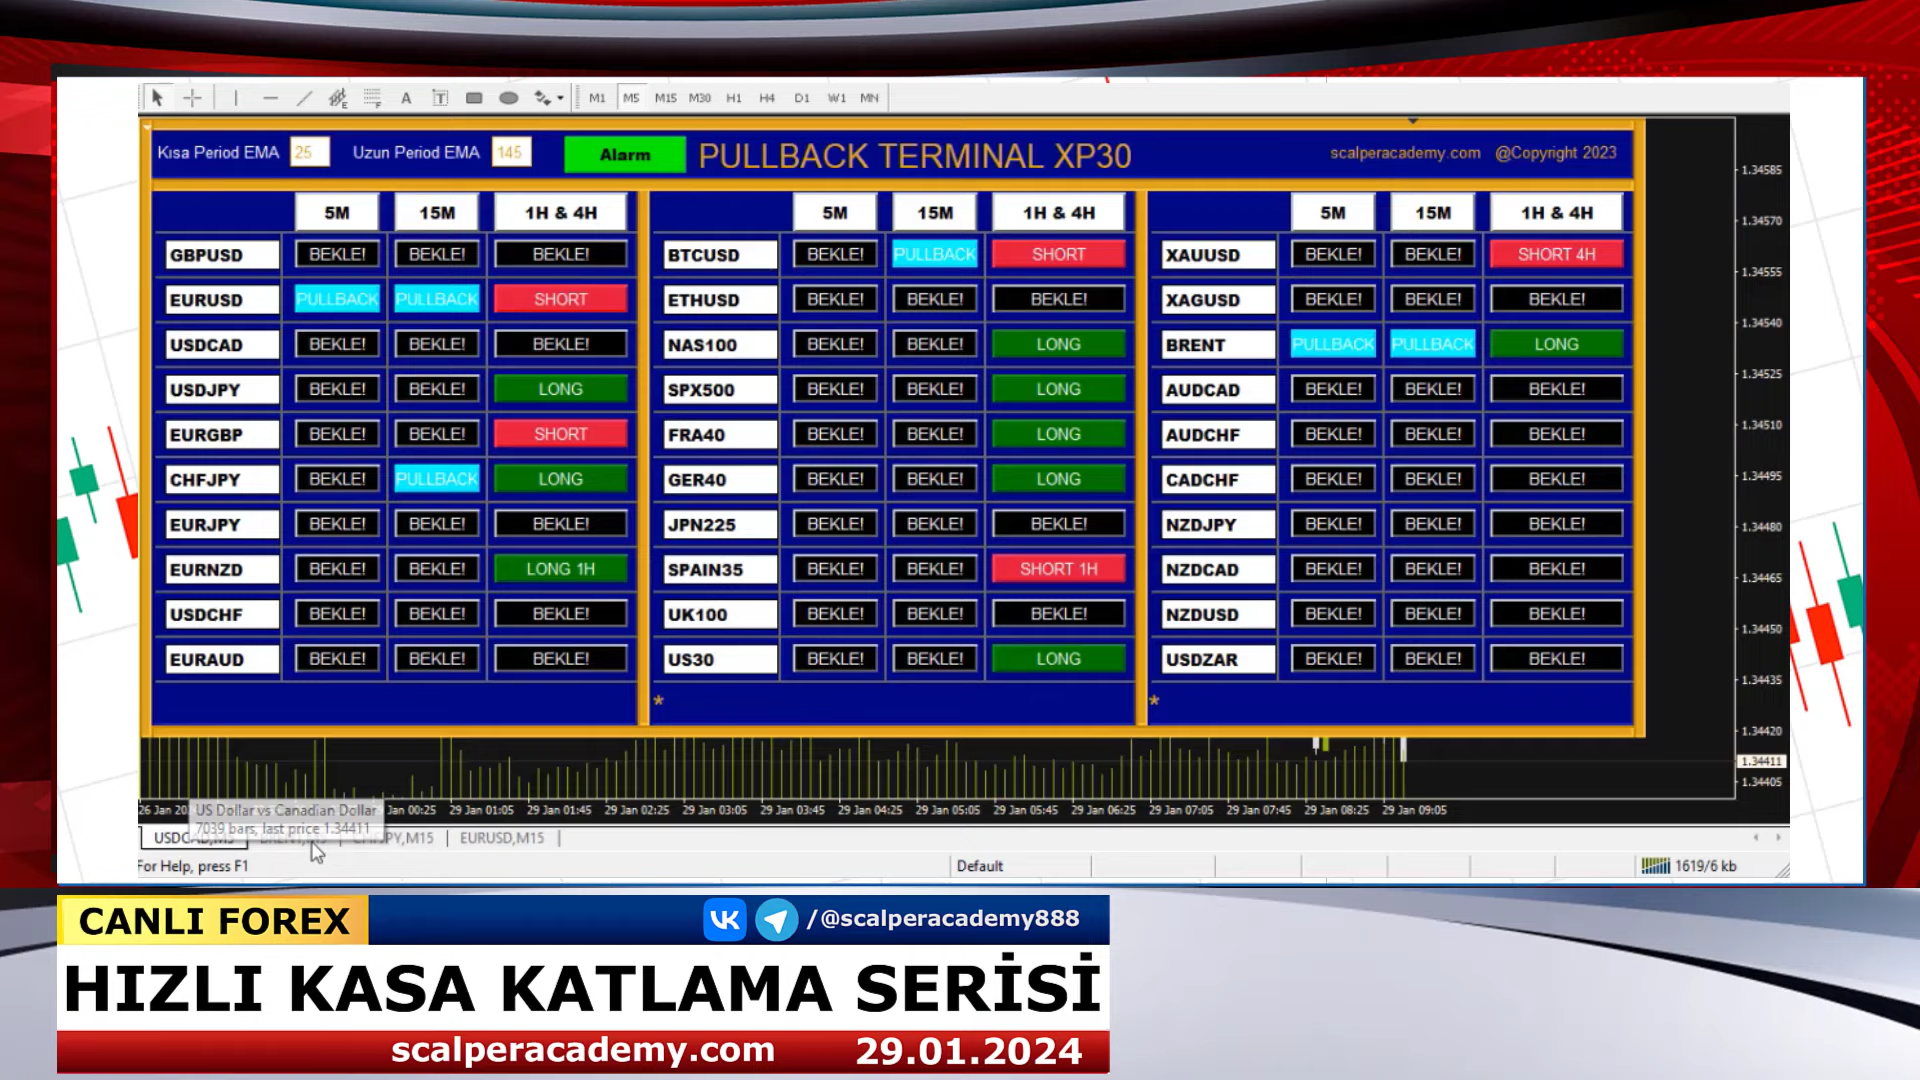 A T M1 M5 M15 M30 H1 H4 D1 W1 MN
Kısa Period EMA 25 Uzun Period EMA 145 Alarm PULLBACK TERMINAL XP30 scalperacademy.com @Copyright 2023
5M 15M 1H & 4H 5M 15M 1H & 4H 5M 15M 1H & 4H
GBPUSD BEKLE! BEKLE! BEKLE! BTCUSD BEKLE! PULLBACK SHORT XAUUSD BEKLE! BEKLE! SHORT 4H
EURUSD PULLBACK PULLBACK SHORT ETHUSD BEKLE! BEKLE! BEKLE! XAGUSD BEKLE! BEKLE! BEKLE!
USDCAD BEKLE! BEKLE! BEKLE! NAS100 BEKLE! BEKLE! LONG BRENT PULLBACK PULLBACK LONG
USDJPY BEKLE! BEKLE! LONG SPX500 BEKLE! BEKLE! LONG AUDCAD BEKLE! BEKLE! BEKLE!
EURGBP BEKLE! BEKLE! SHORT FRA40 BEKLE! BEKLE! LONG AUDCHF BEKLE! BEKLE! BEKLE!
CHFJPY BEKLE! PULLBACK LONG GER40 BEKLE! BEKLE! LONG CADCHF BEKLE! BEKLE! BEKLE!
EURJPY BEKLE! BEKLE! BEKLE! JPN225 BEKLE! BEKLE! BEKLE! NZDJPY BEKLE! BEKLE! BEKLE!
EURNZD BEKLE! BEKLE! LONG 1H SPAIN35 BEKLE! BEKLE! SHORT 1H NZDCAD BEKLE! BEKLE! BEKLE!
USDCHF BEKLE! BEKLE! BEKLE! UK100 BEKLE! BEKLE! BEKLE! NZDUSD BEKLE! BEKLE! BEKLE!
EURAUD BEKLE! BEKLE! BEKLE! US30 BEKLE! BEKLE! LONG USDZAR BEKLE! BEKLE! BEKLE!
* *
1.34585
1.34570
1.34555
1.34540
1.34525
1.34510
1.34495
1.34480
1.34465
1.34450
1.34435
1.34420
1.34411
1.34405
26 Jan Jan 00:25 29 Jan 01:05 29 Jan 01:45 29 Jan 02:25 29 Jan 03:05 29 Jan 03:45 29 Jan 04:25 29 Jan 05:05 29 Jan 05:45 29 Jan 06:25 29 Jan 07:05 29 Jan 07:45 29 Jan 08:25 29 Jan 09:05
US Dollar vs Canadian Dollar
7039 bars, last price 1.34411
USDCAD,M5 EURUSD,M15
For Help, press F1 Default 1619/6 kb
CANLI FOREX /@scalperacademy888
HIZLI KASA KATLAMA SERİSİ
scalperacademy.com 29.01.2024